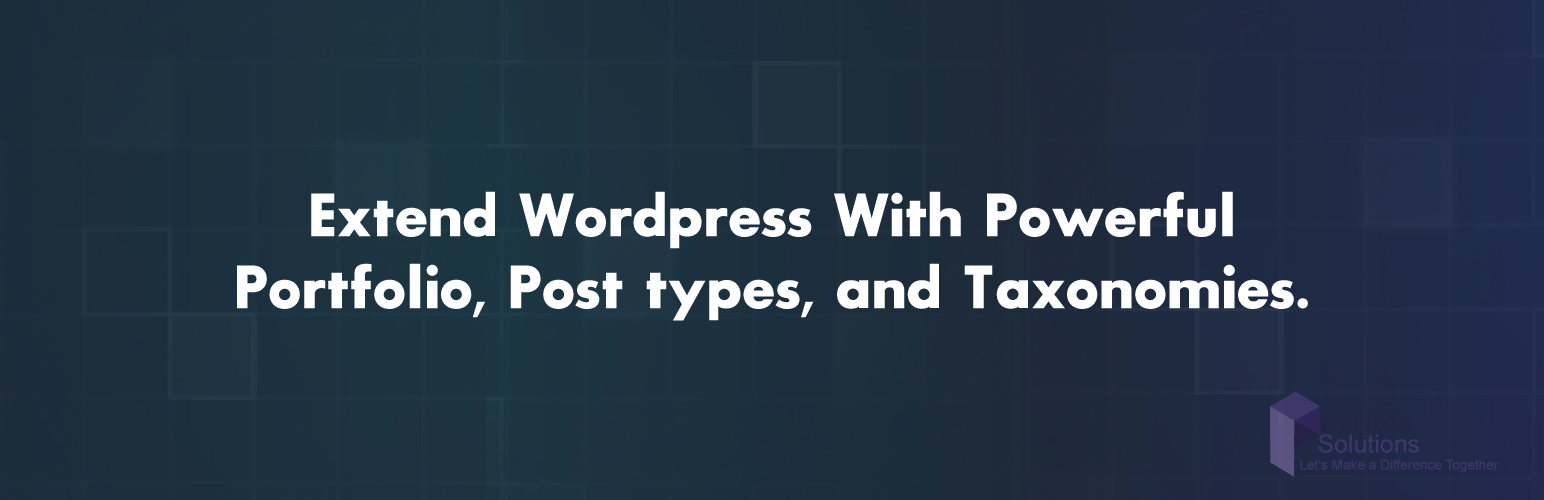 Extend Wordpress With Powerful
Portfolio, Post types, and Taxonomies.
Solutions
Let's Make a Difference Together